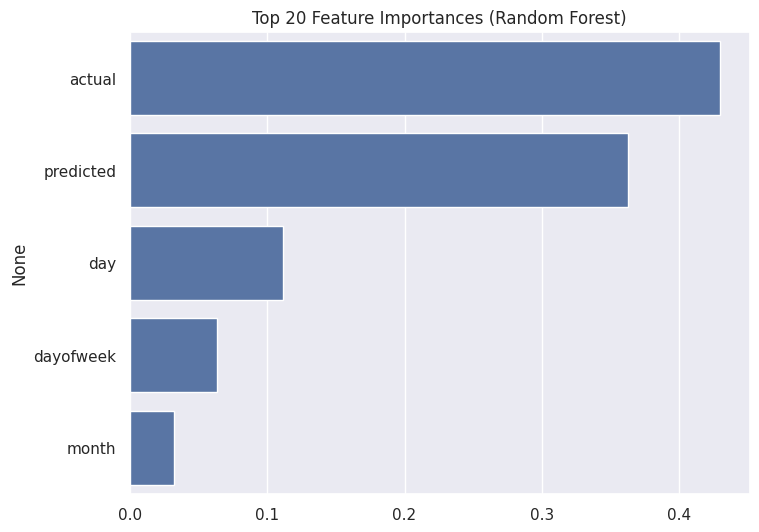 Top 20 Feature Importances (Random Forest)
None
actual
predicted
day
dayofweek
month
0.0 0.1 0.2 0.3 0.4